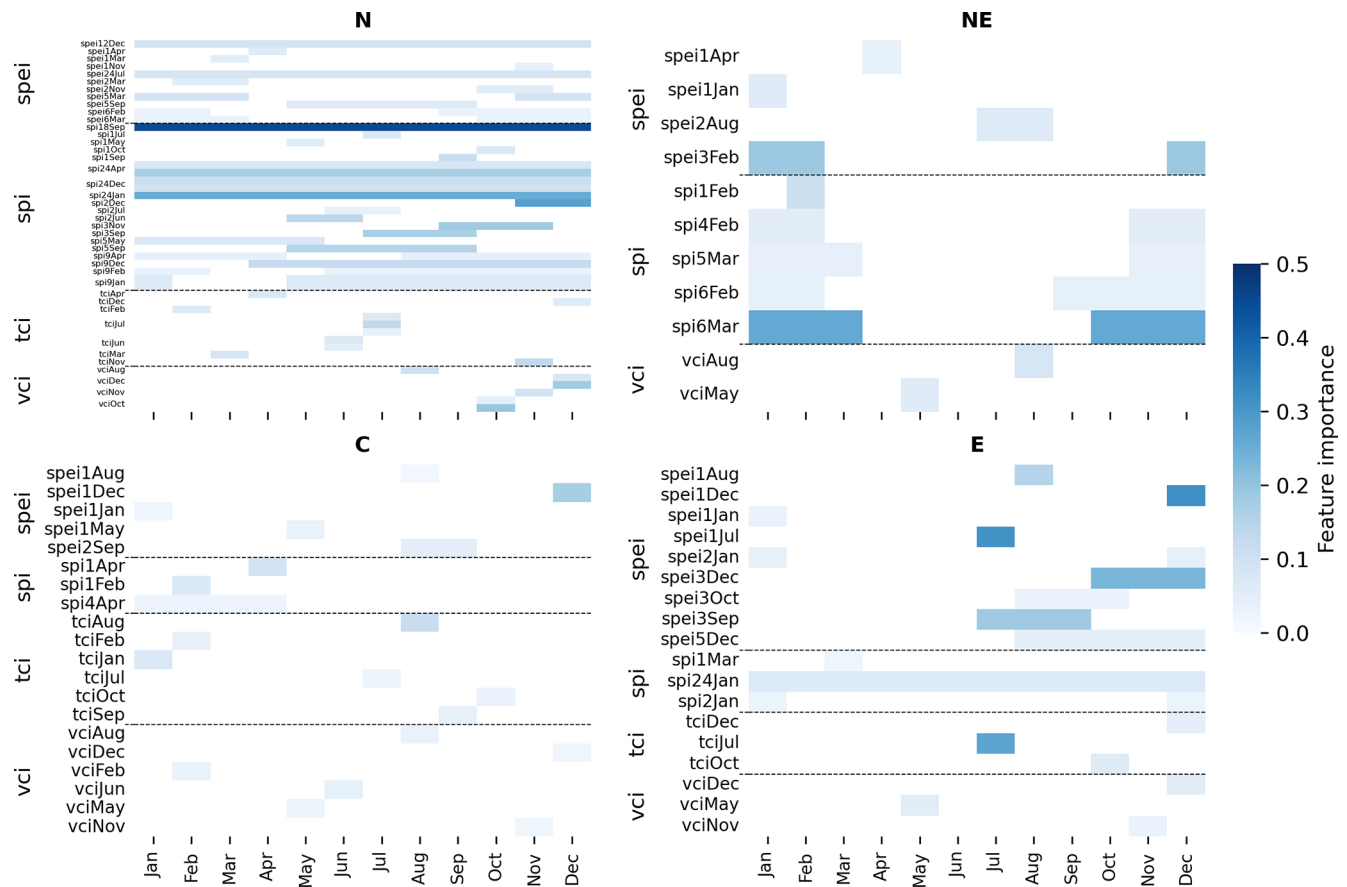 N
spei
spei12Dec
spei1Apr
spei1Mar
spei1Nov
spei24Jul
spei2Mar
spei2Nov
spei5Mar
spei5Sep
spei6Feb
spei6Mar
spi
spi18Sep
spi1Jul
spi1May
spi1Oct
spi1Sep
spi24Apr
spi24Dec
spi24Jan
spi2Dec
spi2Jul
spi2Jun
spi3Nov
spi3Sep
spi5May
spi5Sep
spi9Apr
spi9Dec
spi9Feb
spi9Jan
tci
tciApr
tciDec
tciFeb
tciJul
tciJun
tciMar
tciNov
vci
vciAug
vciDec
vciNov
vciOct
NE
spei
spei1Apr
spei1Jan
spei2Aug
spei3Feb
spi
spi1Feb
spi4Feb
spi5Mar
spi6Feb
spi6Mar
vci
vciAug
vciMay
C
spei
spei1Aug
spei1Dec
spei1Jan
spei1May
spei2Sep
spi
spi1Apr
spi1Feb
spi4Apr
tci
tciAug
tciFeb
tciJan
tciJul
tciOct
tciSep
vci
vciAug
vciDec
vciFeb
vciJun
vciMay
vciNov
Jan Feb Mar Apr May Jun Jul Aug Sep Oct Nov Dec
E
spei
spei1Aug
spei1Dec
spei1Jan
spei1Jul
spei2Jan
spei3Dec
spei3Oct
spei3Sep
spei5Dec
spi
spi1Mar
spi24Jan
spi2Jan
tci
tciDec
tciJul
tciOct
vci
vciDec
vciMay
vciNov
Jan Feb Mar Apr May Jun Jul Aug Sep Oct Nov Dec
0.5
0.4
0.3
0.2
0.1
0.0
Feature importance